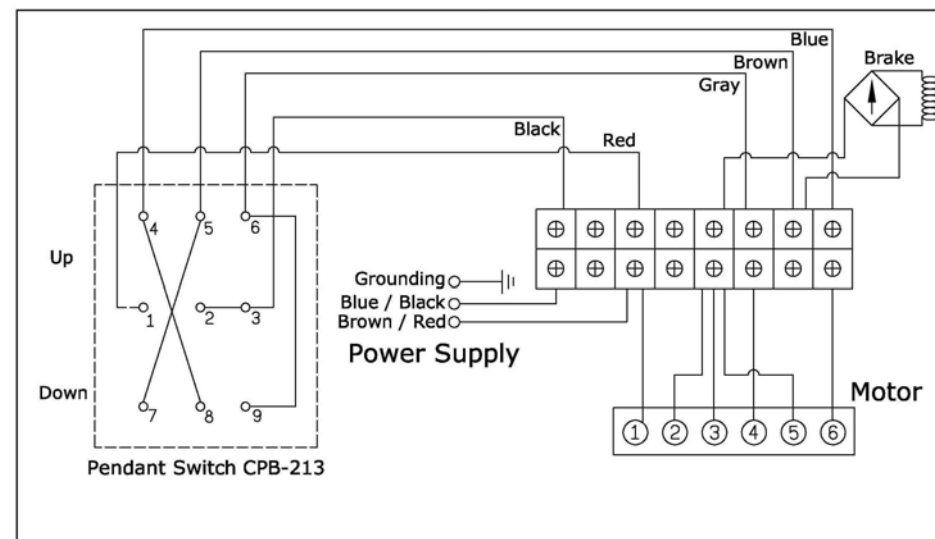 Blue
Brown
Brake
Gray
Black
Red
4 5 6
Up
1 2 3
Down
7 8 9
Pendant Switch CPB-213
Grounding
Blue / Black
Brown / Red
Power Supply
Motor
1 2 3 4 5 6